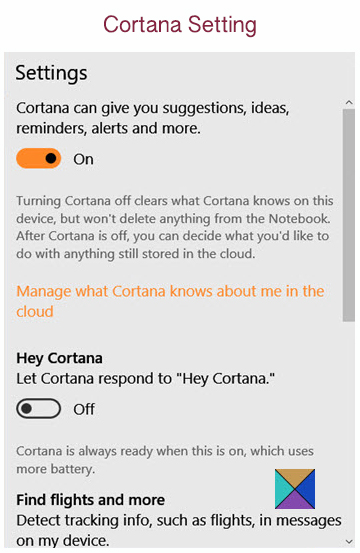 Cortana Setting
Settings
Cortana can give you suggestions, ideas,
reminders, alerts and more.
On
Turning Cortana off clears what Cortana knows on this
device, but won't delete anything from the Notebook.
After Cortana is off, you can decide what you'd like to
do with anything still stored in the cloud.
Manage what Cortana knows about me in the
cloud
Hey Cortana
Let Cortana respond to "Hey Cortana."
Off
Cortana is always ready when this is on, which uses
more battery.
Find flights and more
Detect tracking info, such as flights, in messages
on my device.